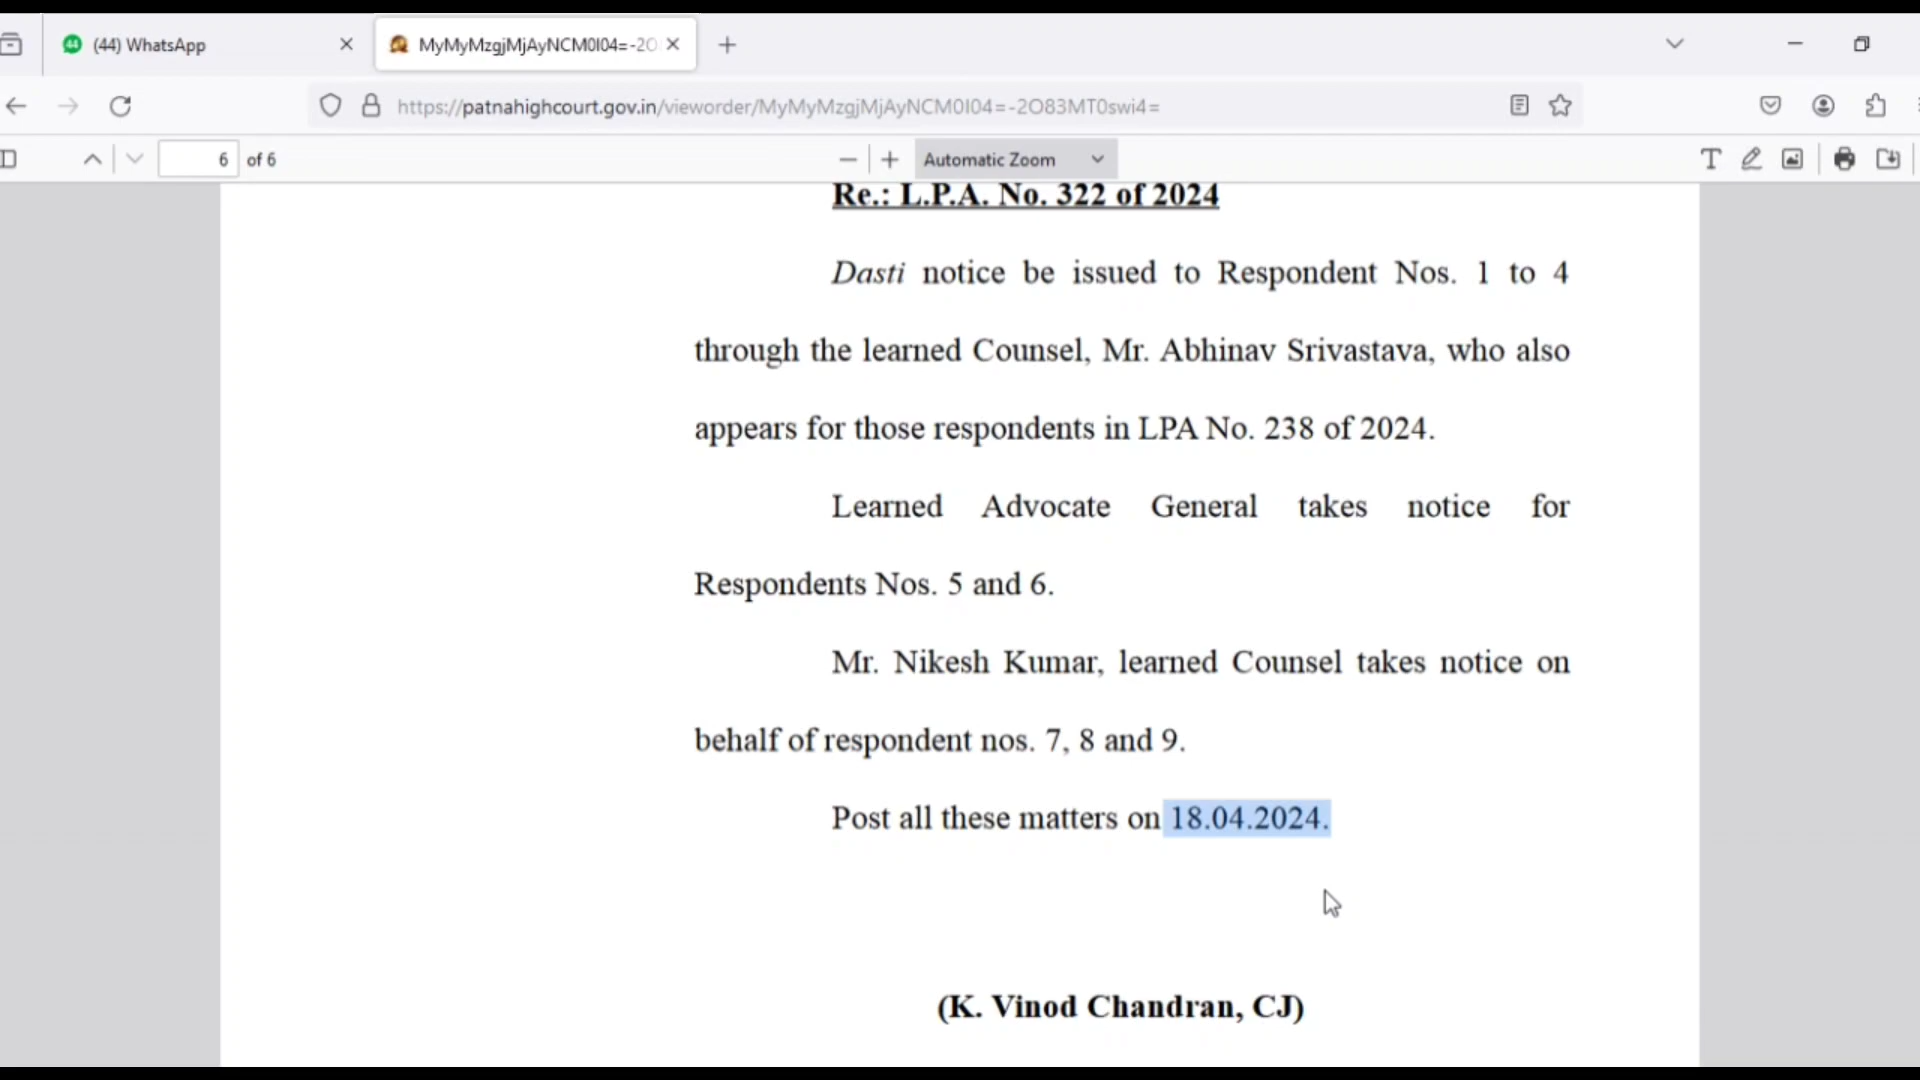 (44) WhatsApp
MyMyMzgjMjAyNCM0I04=-2O
https://patnahighcourt.gov.in/vieworder/MyMyMzgjMjAyNCM0I04=-2O83MT0swi4=
6 of 6
Automatic Zoom
Re.: L.P.A. No. 322 of 2024
Dasti notice be issued to Respondent Nos. 1 to 4
through the learned Counsel, Mr. Abhinav Srivastava, who also
appears for those respondents in LPA No. 238 of 2024.
Learned Advocate General takes notice for
Respondents Nos. 5 and 6.
Mr. Nikesh Kumar, learned Counsel takes notice on
behalf of respondent nos. 7, 8 and 9.
Post all these matters on 18.04.2024.
(K. Vinod Chandran, CJ)